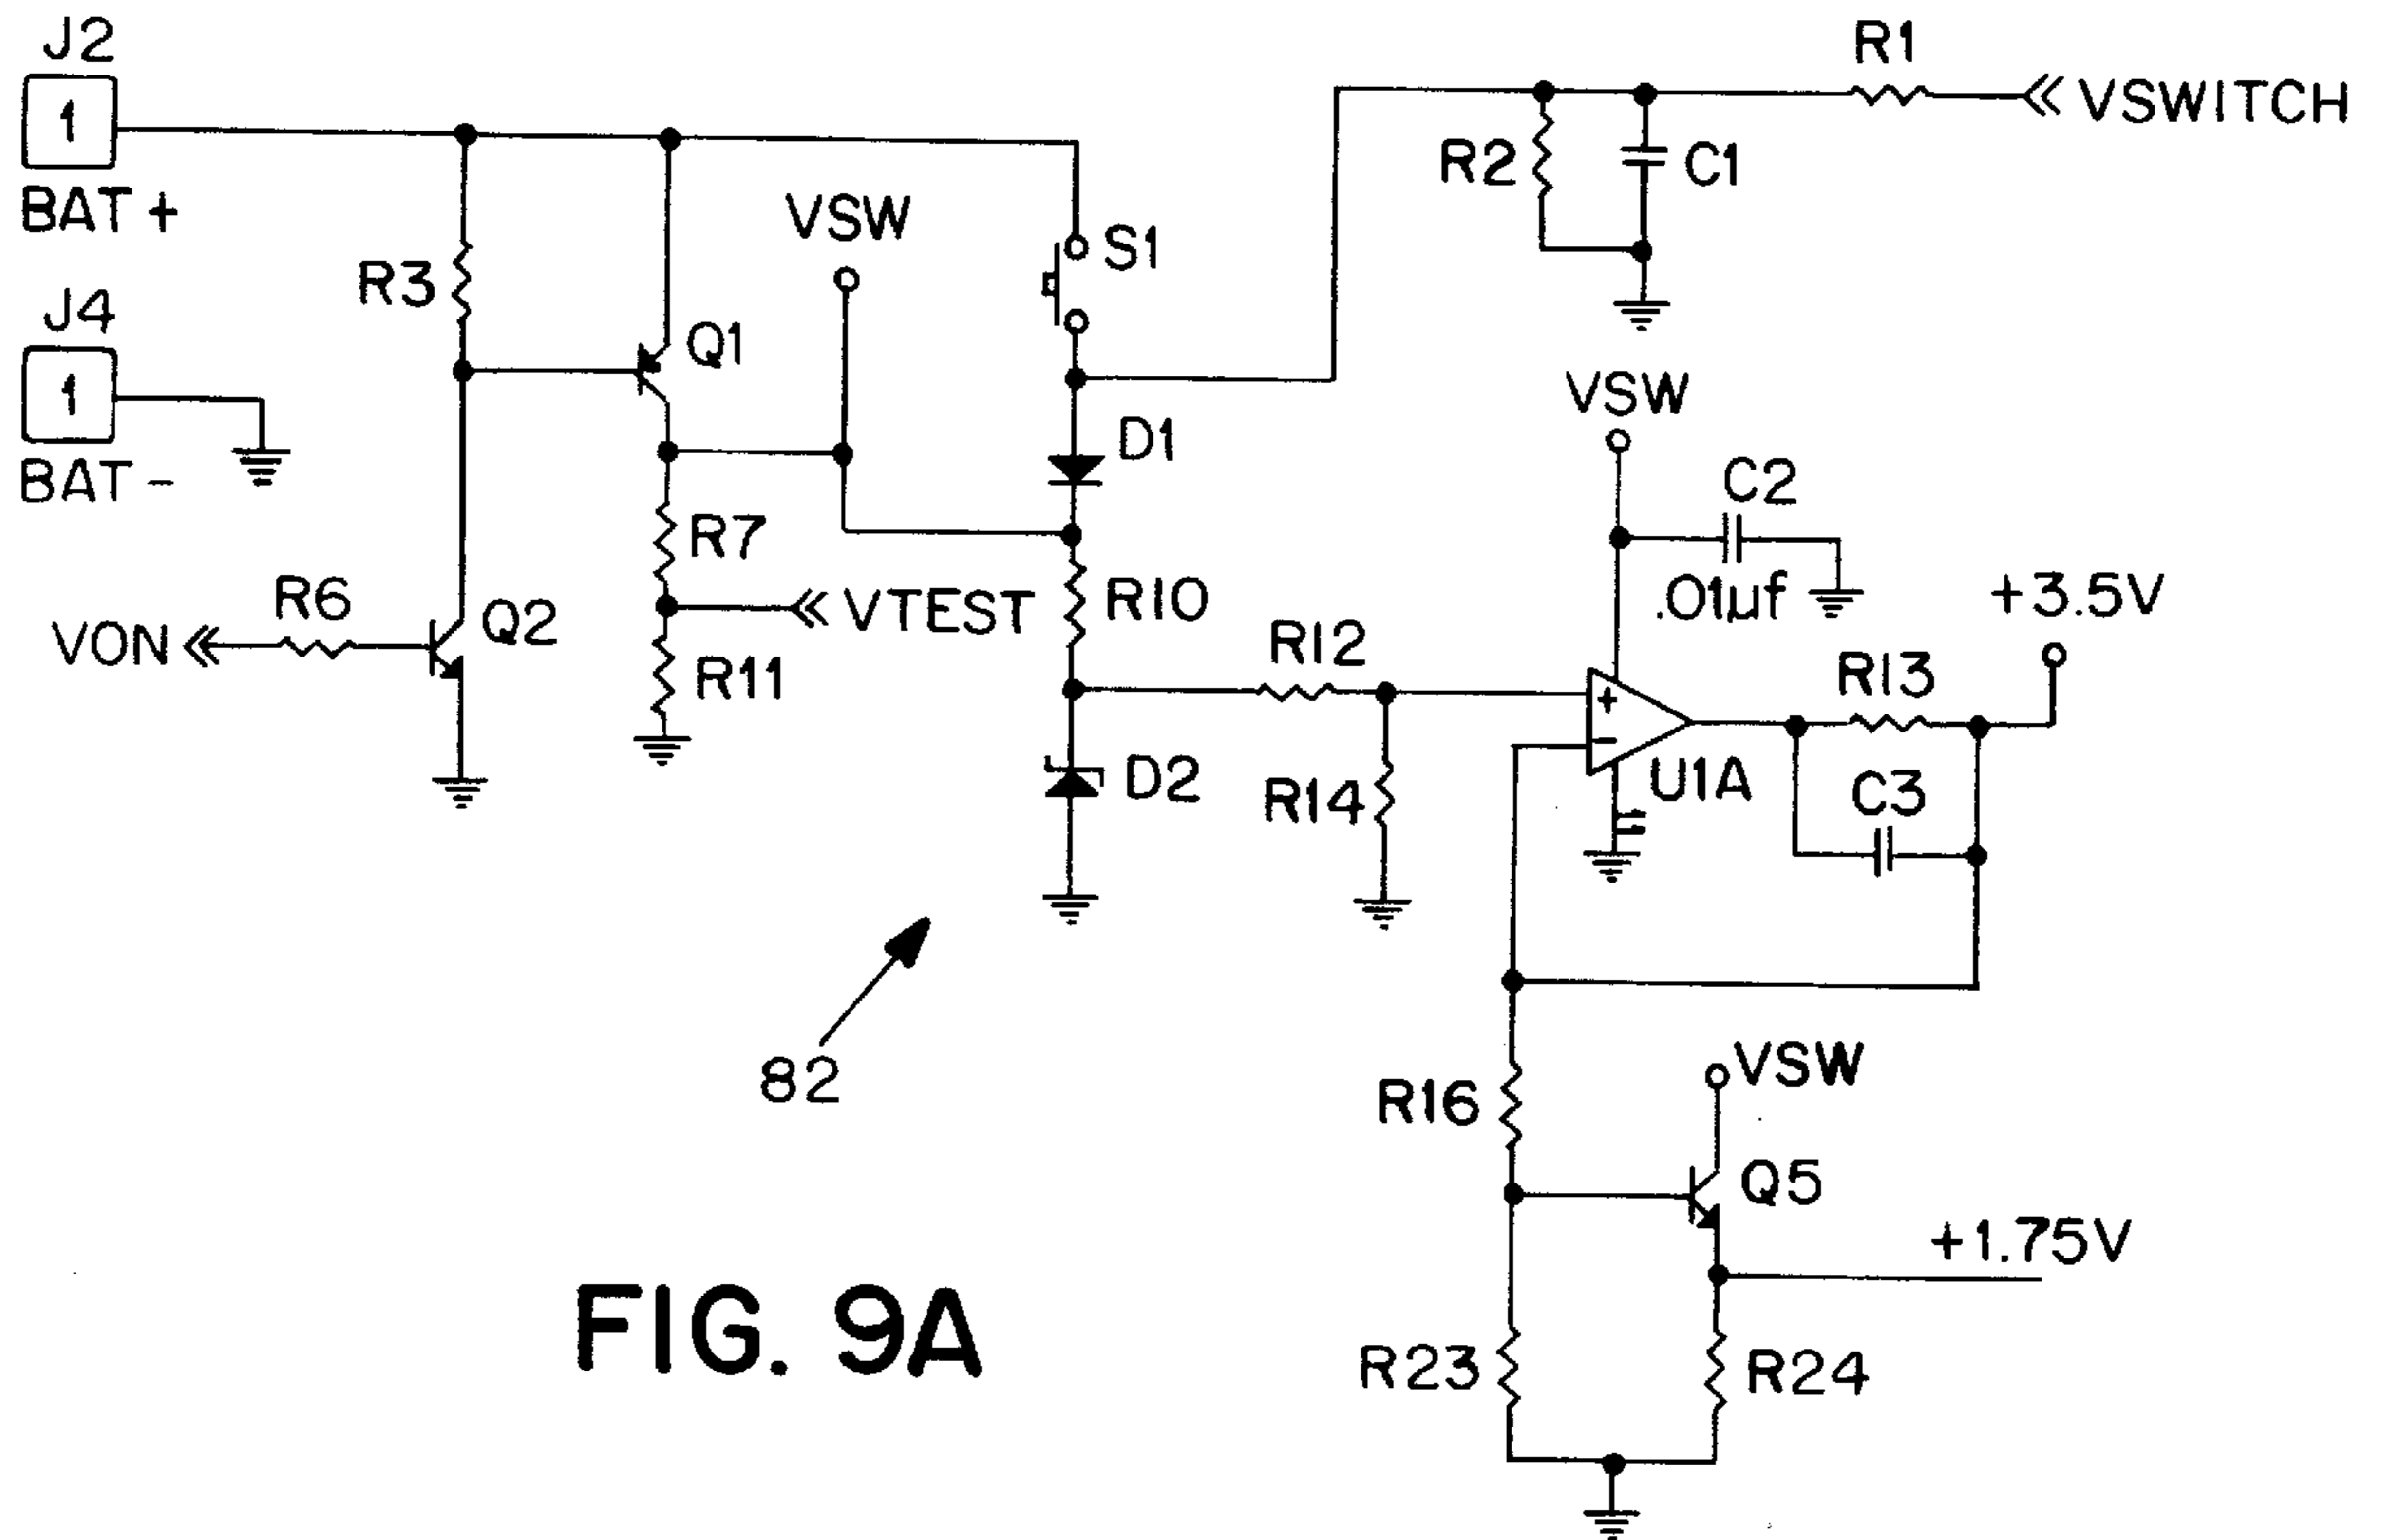 J2
1
BAT +
J4
1
BAT -
R3
Q1
VSW
S1
R1
VSWITCH
R2
C1
D1
R7
VTEST
R11
R10
VON
R6
Q2
D2
R12
R14
VSW
C2
.01µf
+
-
U1A
R13
+3.5V
C3
82
R16
VSW
Q5
+1.75V
R23
R24
FIG. 9A